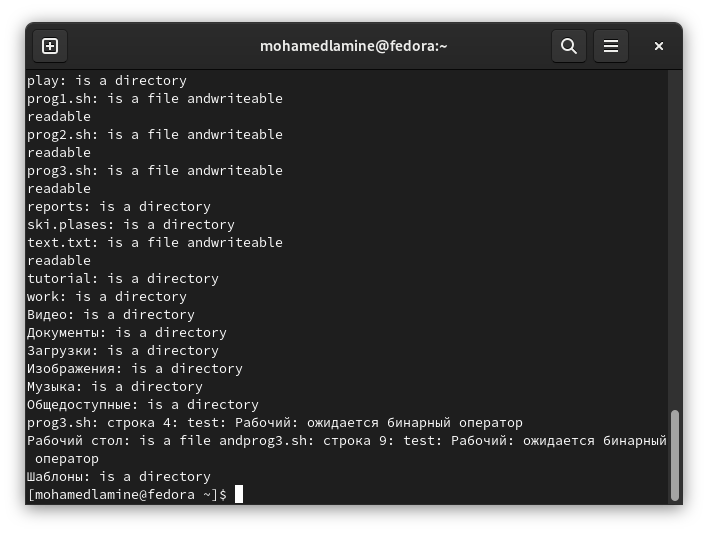 mohamedlamine@fedora:~
play: is a directory
prog1.sh: is a file andwriteable
readable
prog2.sh: is a file andwriteable
readable
prog3.sh: is a file andwriteable
readable
reports: is a directory
ski.plases: is a directory
text.txt: is a file andwriteable
readable
tutorial: is a directory
work: is a directory
Видео: is a directory
Документы: is a directory
Загрузки: is a directory
Изображения: is a directory
Музыка: is a directory
Общедоступные: is a directory
prog3.sh: строка 4: test: Рабочий: ожидается бинарный оператор
Рабочий стол: is a file andprog3.sh: строка 9: test: Рабочий: ожидается бинарный
 оператор
Шаблоны: is a directory
[mohamedlamine@fedora ~]$